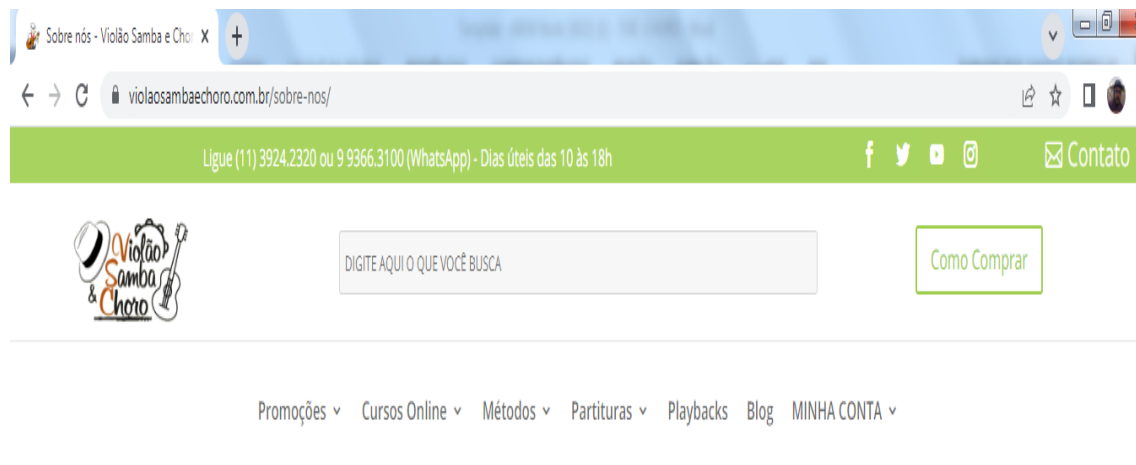 Sobre nós - Violão Samba e Cho
violaosambaechoro.com.br/sobre-nos/
Ligue (11) 3924.2320 ou 9 9366.3100 (WhatsApp) - Dias úteis das 10 às 18h
Contato
Violão
Samba
& Choro
DIGITE AQUI O QUE VOCÊ BUSCA
Como Comprar
Promoções Cursos Online Métodos Partituras Playbacks Blog MINHA CONTA